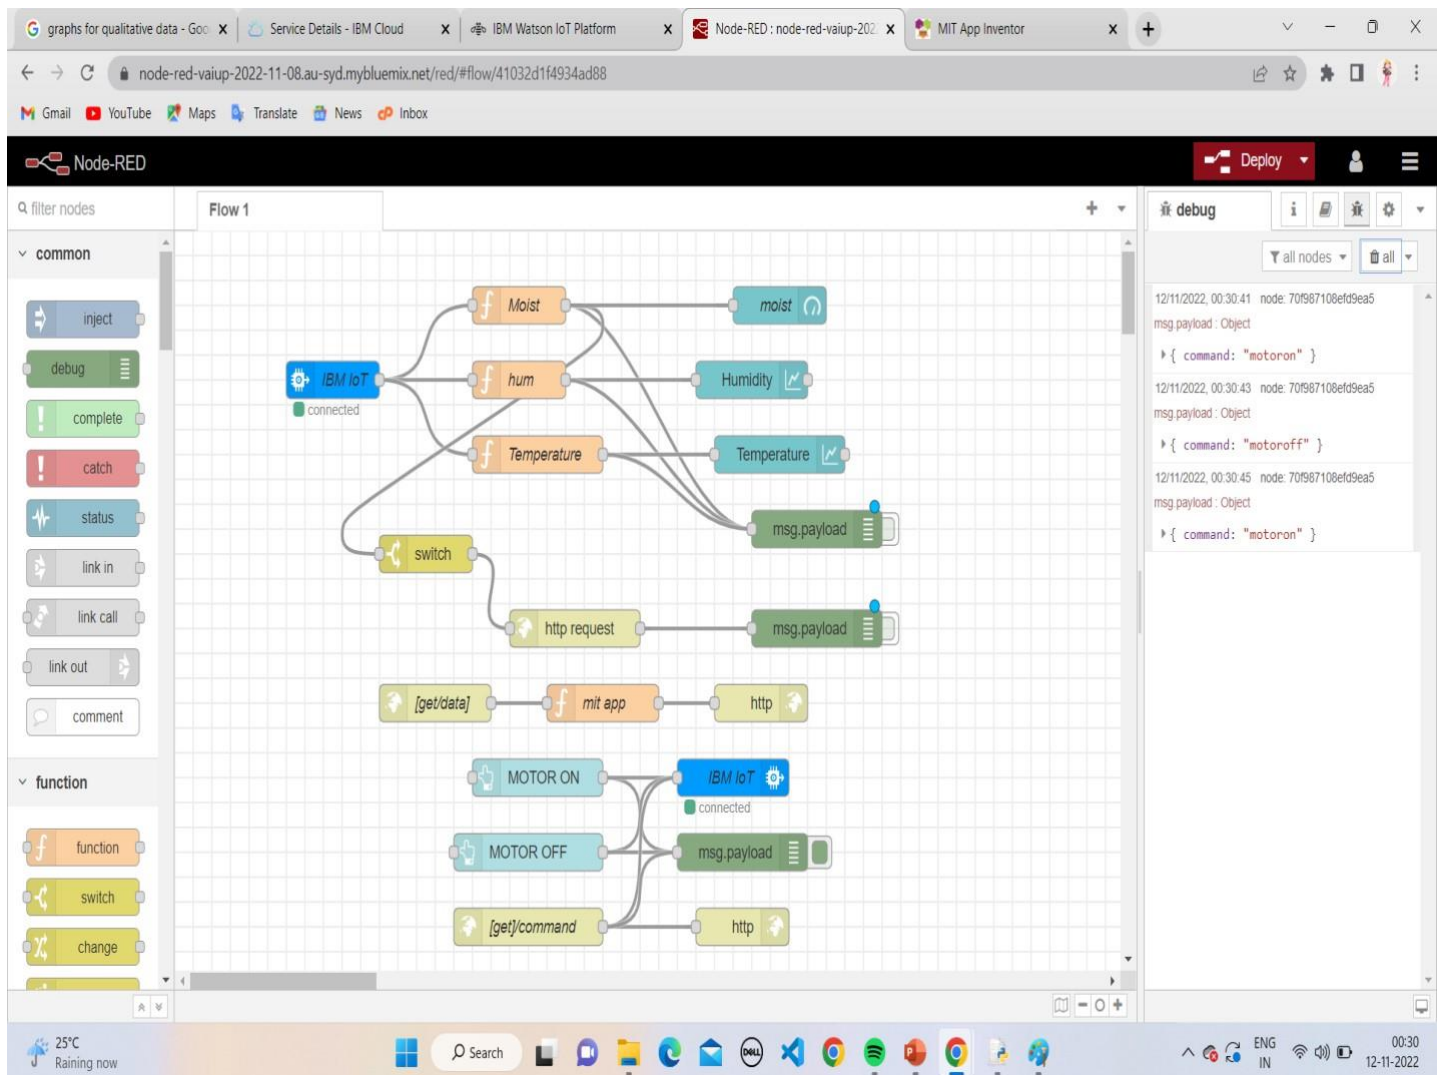 graphs for qualitative data - Goo
Service Details - IBM Cloud
IBM Watson IoT Platform
Node-RED : node-red-vaiup-202
MIT App Inventor
node-red-vaiup-2022-11-08.au-syd.mybluemix.net/red/#flow/41032d1f4934ad88
Gmail YouTube Maps Translate News Inbox
Node-RED
Deploy
filter nodes
Flow 1
debug
i
all nodes
all
common
inject
debug
complete
catch
status
link in
link call
link out
comment
function
function
switch
change
Moist
moist
IBM IoT
connected
hum
Humidity
Temperature
Temperature
msg.payload
switch
http request
msg.payload
[get/data]
mit app
http
MOTOR ON
IBM IoT
connected
MOTOR OFF
msg.payload
[get]/command
http
12/11/2022, 00:30:41 node: 70f987108efd9ea5
msg.payload : Object
{ command: "motoron" }
12/11/2022, 00:30:43 node: 70f987108efd9ea5
msg.payload : Object
{ command: "motoroff" }
12/11/2022, 00:30:45 node: 70f987108efd9ea5
msg.payload : Object
{ command: "motoron" }
25°C
Raining now
Search
DELL
ENG
IN
00:30
12-11-2022